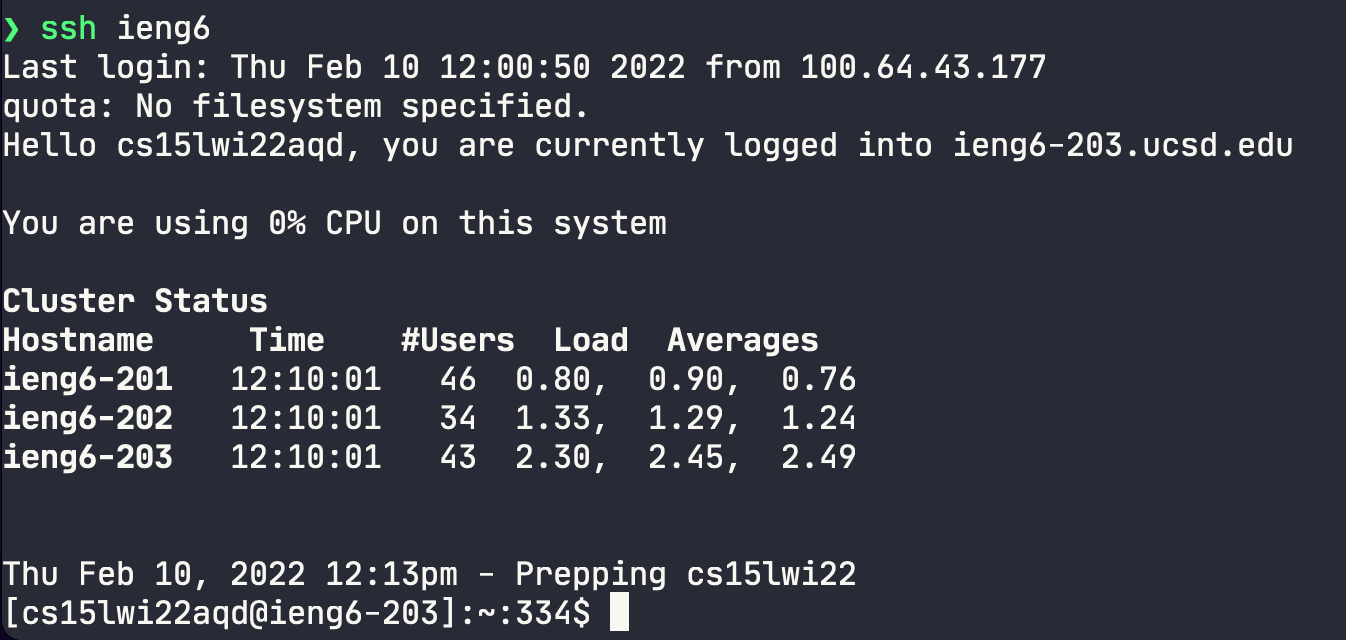 ❯ ssh ieng6
Last login: Thu Feb 10 12:00:50 2022 from 100.64.43.177
quota: No filesystem specified.
Hello cs15lwi22aqd, you are currently logged into ieng6-203.ucsd.edu
You are using 0% CPU on this system
Cluster Status
Hostname     Time    #Users  Load  Averages
ieng6-201   12:10:01   46  0.80,  0.90,  0.76
ieng6-202   12:10:01   34  1.33,  1.29,  1.24
ieng6-203   12:10:01   43  2.30,  2.45,  2.49
Thu Feb 10, 2022 12:13pm - Prepping cs15lwi22
[cs15lwi22aqd@ieng6-203]:~:334$